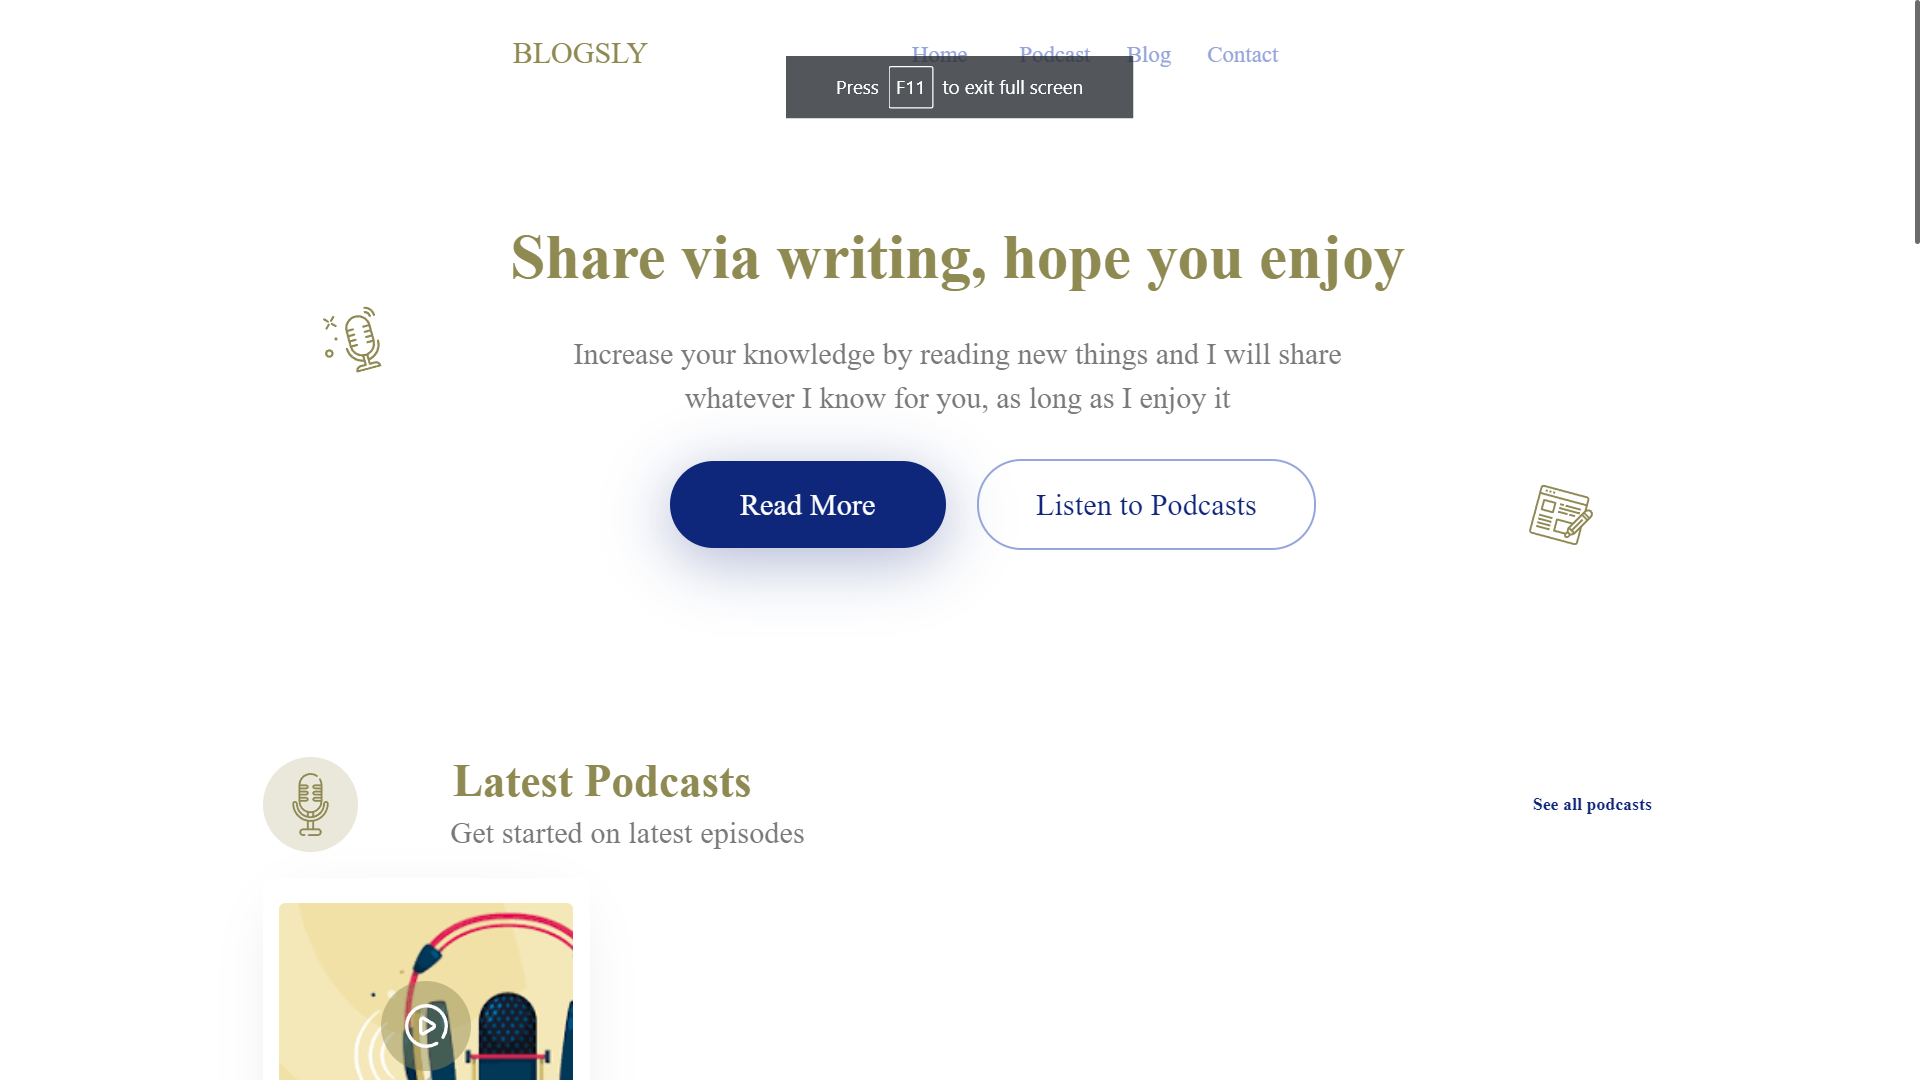 BLOGSLY
Home Podcast Blog Contact
Press F11 to exit full screen
Share via writing, hope you enjoy
Increase your knowledge by reading new things and I will share
whatever I know for you, as long as I enjoy it
Read More
Listen to Podcasts
Latest Podcasts
Get started on latest episodes
See all podcasts